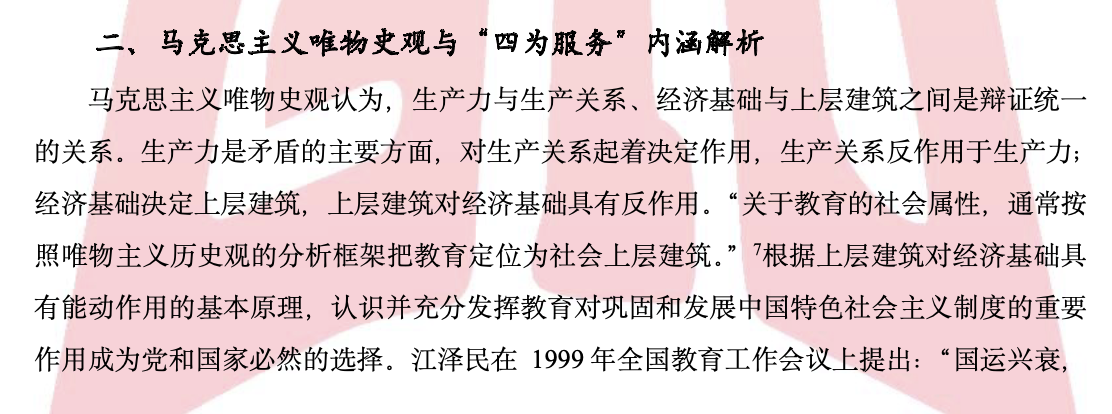 二、马克思主义唯物史观与“四为服务”内涵解析
马克思主义唯物史观认为，生产力与生产关系、经济基础与上层建筑之间是辩证统一
的关系。生产力是矛盾的主要方面，对生产关系起着决定作用，生产关系反作用于生产力；
经济基础决定上层建筑，上层建筑对经济基础具有反作用。“关于教育的社会属性，通常按
照唯物主义历史观的分析框架把教育定位为社会上层建筑。”7根据上层建筑对经济基础具
有能动作用的基本原理，认识并充分发挥教育对巩固和发展中国特色社会主义制度的重要
作用成为党和国家必然的选择。江泽民在 1999 年全国教育工作会议上提出：“国运兴衰，